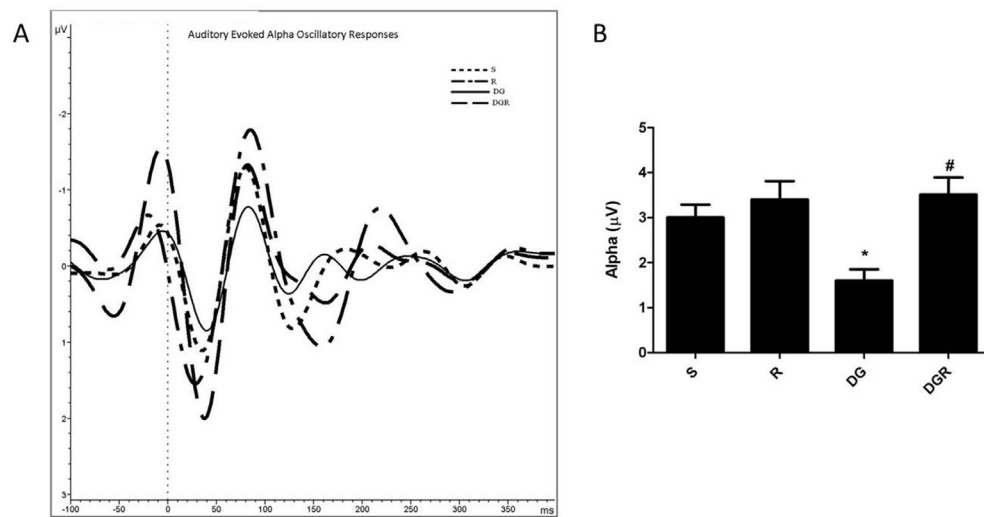 A
μV
Auditory Evoked Alpha Oscillatory Responses
S
R
DG
DGR
-2
-1
0
1
2
3
-100 -50 0 50 100 150 200 250 300 350 ms
B
Alpha (μV)
5
4
3
2
1
0
*
#
S R DG DGR